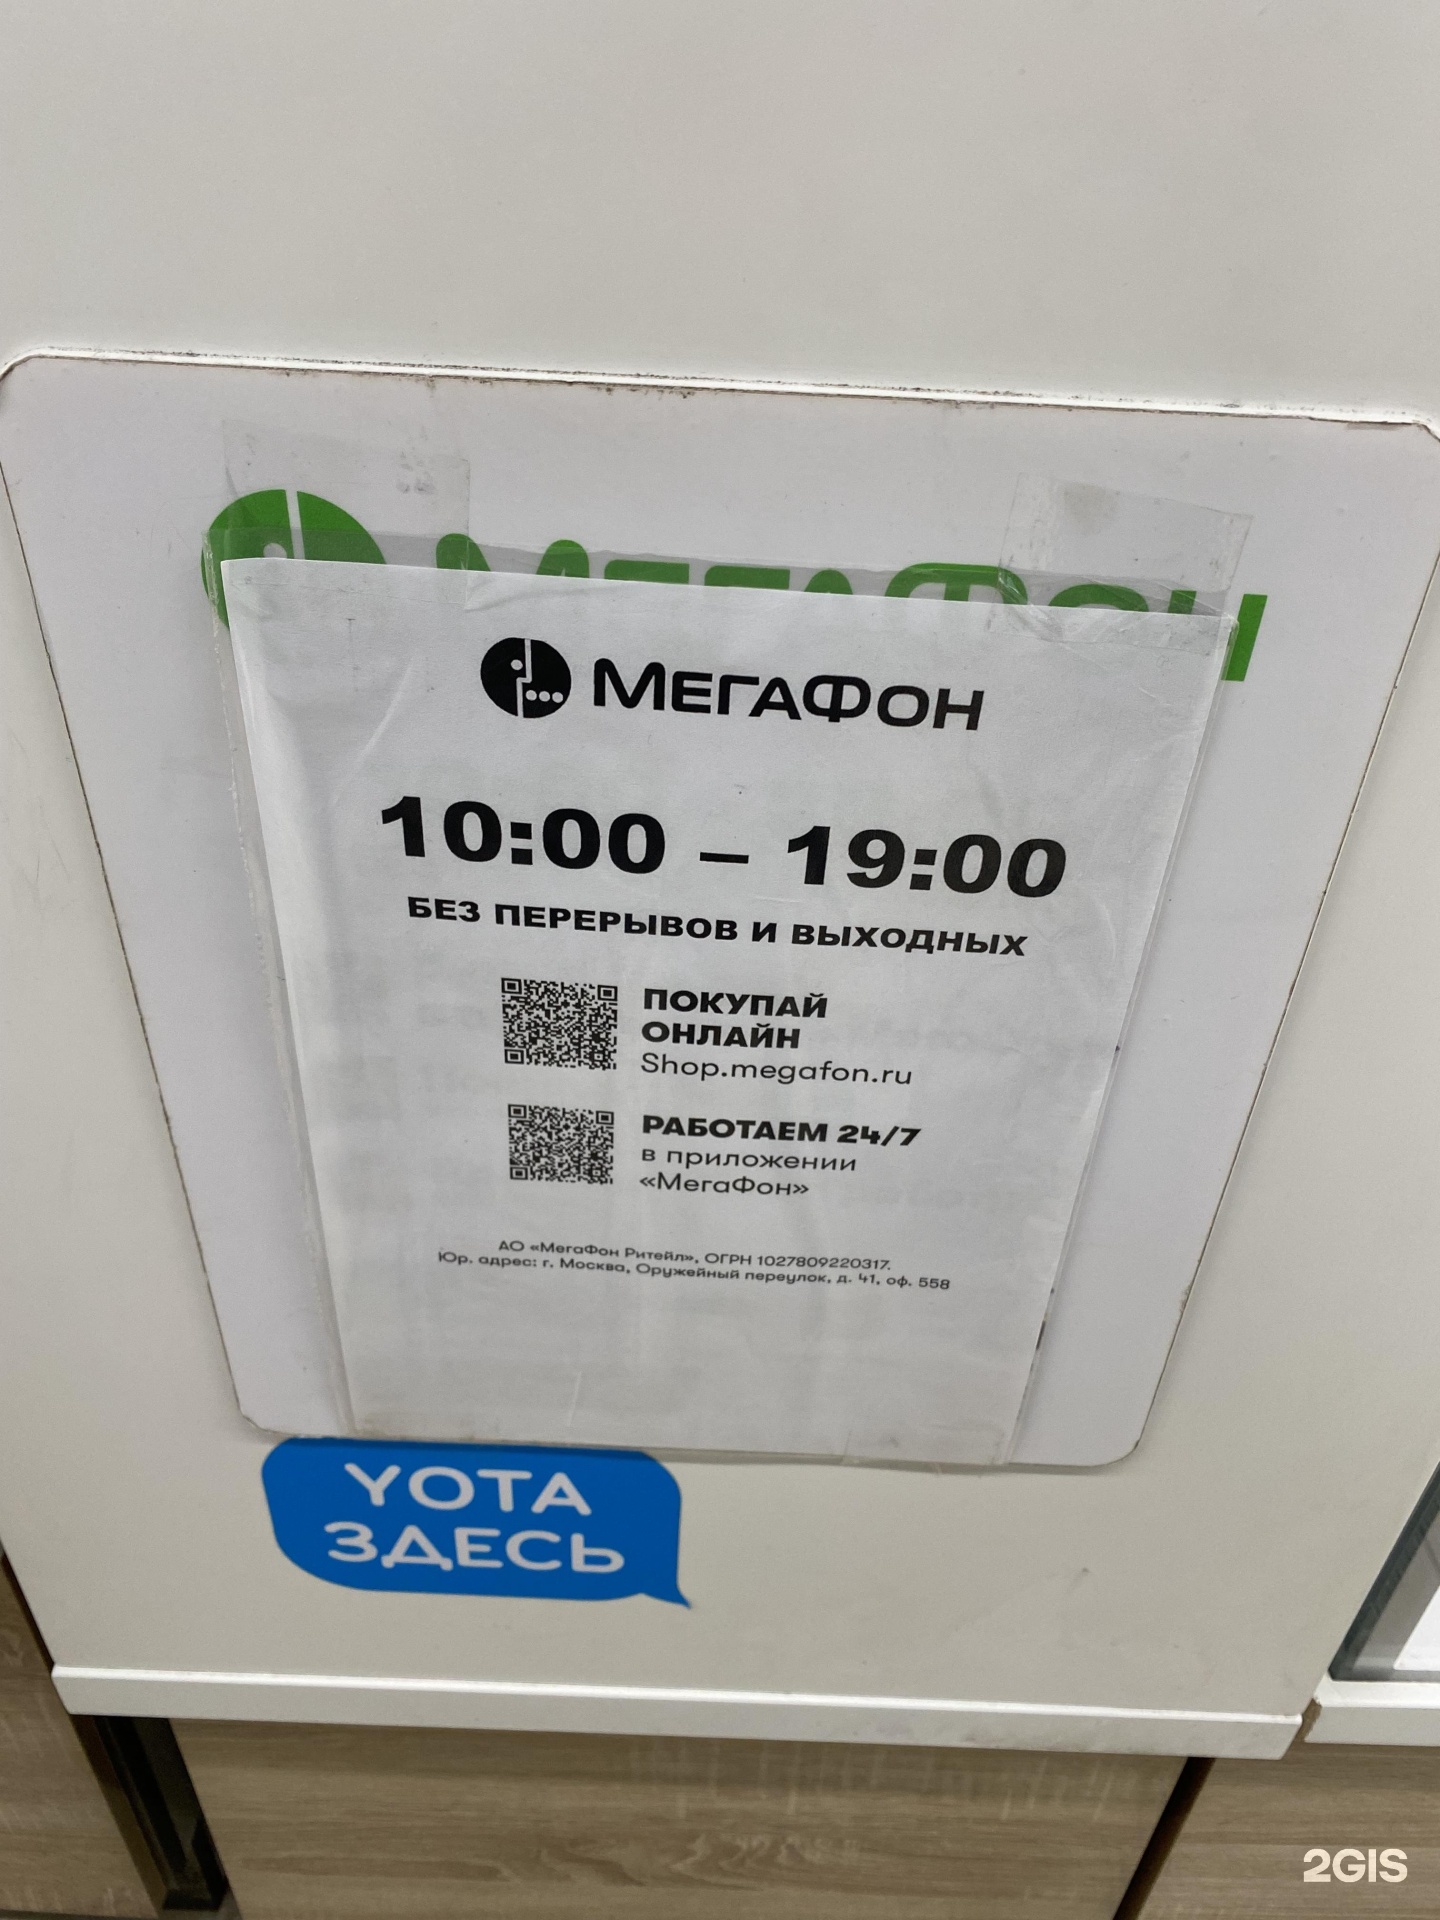 МЕГАФОН
МЕГАФОН
10:00 – 19:00
БЕЗ ПЕРЕРЫВОВ И ВЫХОДНЫХ
ПОКУПАЙ
ОНЛАЙН
Shop.megafon.ru
РАБОТАЕМ 24/7
в приложении
«МегаФон»
АО «МегаФон Ритейл», ОГРН 1027809220317.
Юр. адрес: г. Москва, Оружейный переулок, д. 41, оф. 558
YOTA
ЗДЕСЬ
2GIS